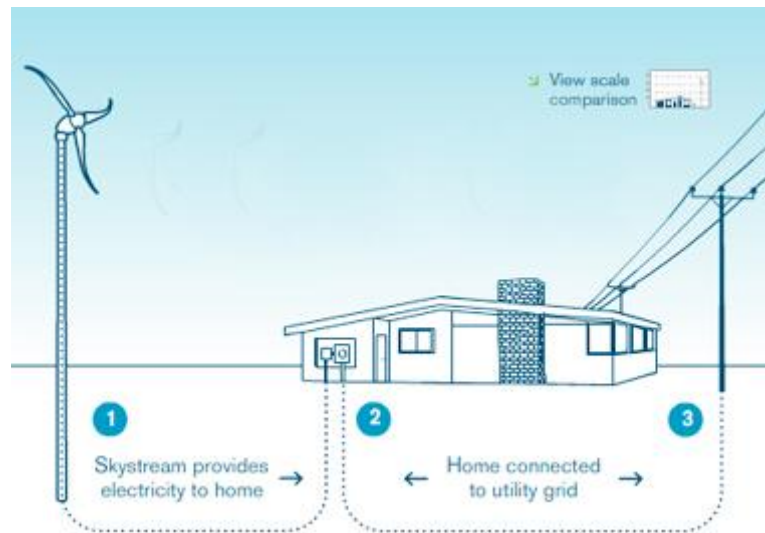 View scale
comparison
1
2
3
Skystream provides
electricity to home
Home connected
to utility grid